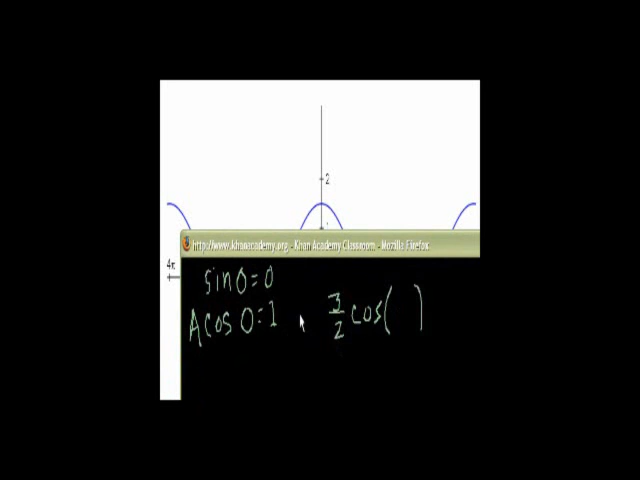 2
1
http://www.khanacademy.org - Khan Academy Classroom - Mozilla Firefox
4π
sin 0 = 0
A cos 0 = 1
3/2 cos( )